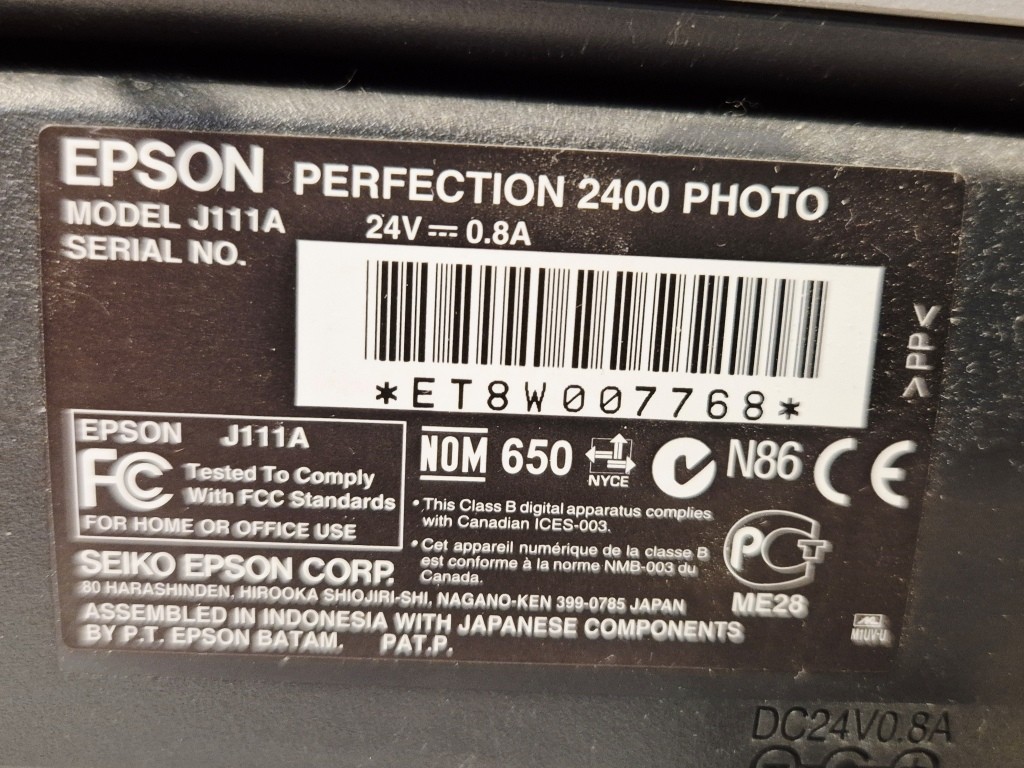 EPSON PERFECTION 2400 PHOTO
MODEL J111A 24V 0.8A
SERIAL NO.
*ET8W007768*
>PP<
EPSON J111A
FC Tested To Comply
With FCC Standards
FOR HOME OR OFFICE USE
NOM 650 NYCE N86 CE
•This Class B digital apparatus complies
with Canadian ICES-003.
•Cet appareil numérique de la classe B
est conforme à la norme NMB-003 du
Canada.
PCT
ME28
SEIKO EPSON CORP.
80 HARASHINDEN, HIROOKA SHIOJIRI-SHI, NAGANO-KEN 399-0785 JAPAN
ASSEMBLED IN INDONESIA WITH JAPANESE COMPONENTS
BY P.T. EPSON BATAM. PAT.P.
DC24V0.8A